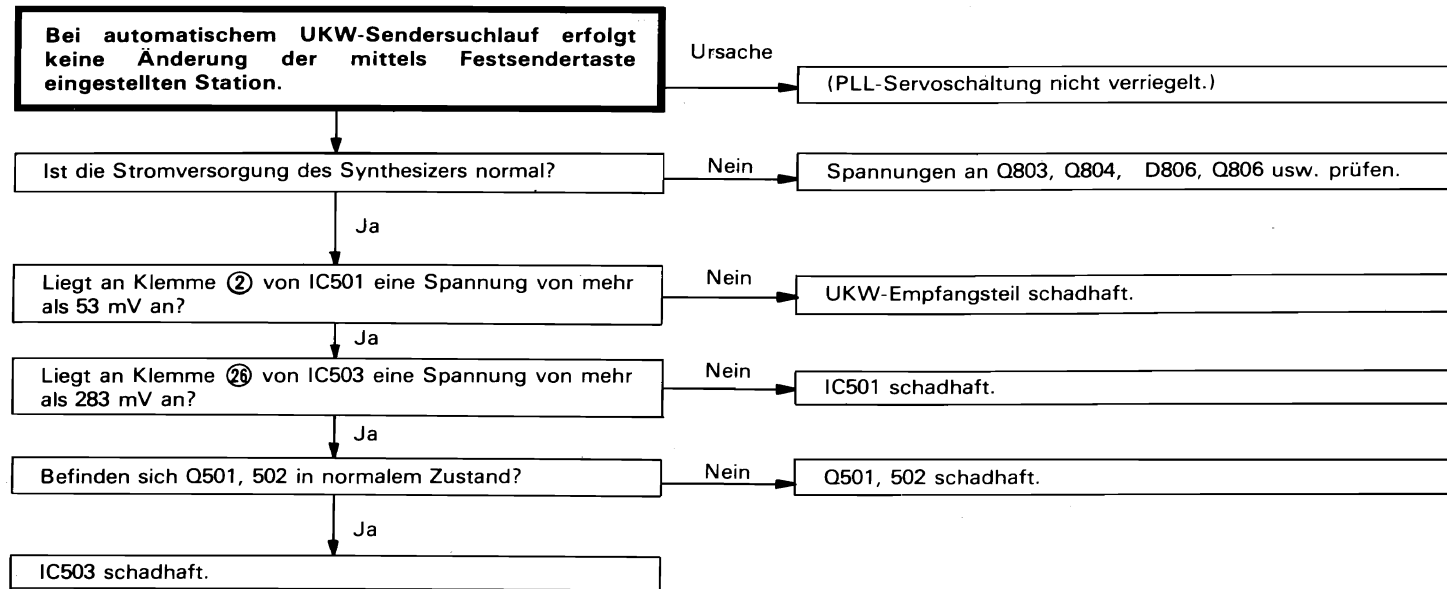 Bei automatischem UKW-Sendersuchlauf erfolgt
keine Änderung der mittels Festsendertaste
eingestellten Station.
Ursache
(PLL-Servoschaltung nicht verriegelt.)
Ist die Stromversorgung des Synthesizers normal?
Nein
Spannungen an Q803, Q804, D806, Q806 usw. prüfen.
Ja
Liegt an Klemme ② von IC501 eine Spannung von mehr
als 53 mV an?
Nein
UKW-Empfangsteil schadhaft.
Ja
Liegt an Klemme ㉖ von IC503 eine Spannung von mehr
als 283 mV an?
Nein
IC501 schadhaft.
Ja
Befinden sich Q501, 502 in normalem Zustand?
Nein
Q501, 502 schadhaft.
Ja
IC503 schadhaft.